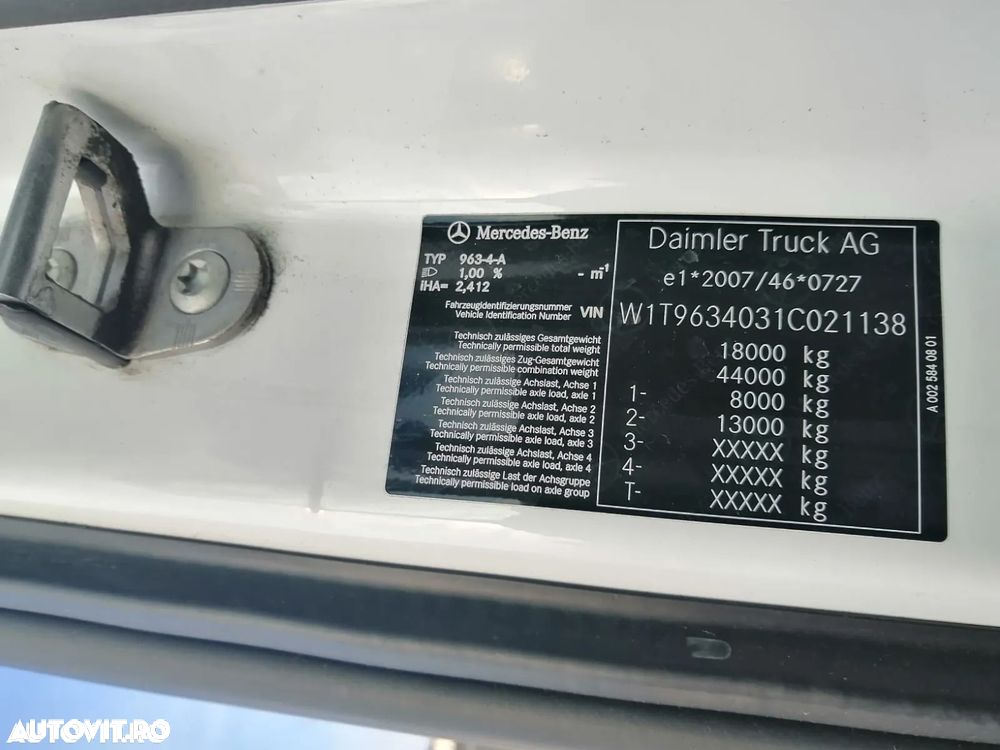 Mercedes-Benz
TYP 963-4-A
1,00 % - m⁻¹
iHA= 2,412
Fahrzeugidentifizierungsnummer
Vehicle Identification Number VIN
Technisch zulässiges Gesamtgewicht
Technically permissible total weight
Technisch zulässiges Zug-Gesamtgewicht
Technically permissible combination weight
Technisch zulässige Achslast, Achse 1
Technically permissible axle load, axle 1
Technisch zulässige Achslast, Achse 2
Technically permissible axle load, axle 2
Technisch zulässige Achslast, Achse 3
Technically permissible axle load, axle 3
Technisch zulässige Achslast, Achse 4
Technically permissible axle load, axle 4
Technisch zulässige Last der Achsgruppe
Technically permissible load on axle group
Daimler Truck AG
e1*2007/46*0727
W1T9634031C021138
18000 kg
44000 kg
1- 8000 kg
2- 13000 kg
3- XXXXX kg
4- XXXXX kg
T- XXXXX kg
A 002 584 08 01
AUTOVIT.RO